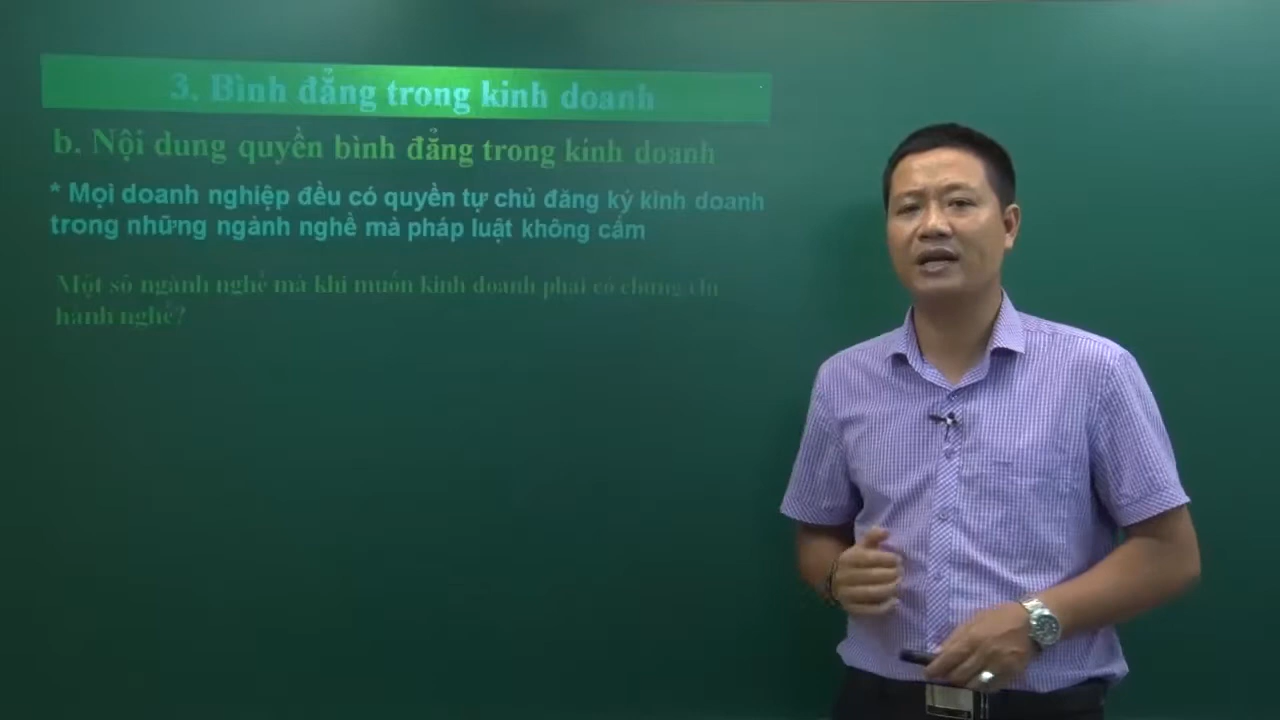 3. Bình đẳng trong kinh doanh
b. Nội dung quyền bình đẳng trong kinh doanh
* Mọi doanh nghiệp đều có quyền tự chủ đăng ký kinh doanh
trong những ngành nghề mà pháp luật không cấm
Một số ngành nghề mà khi muốn kinh doanh phải có chứng chỉ
hành nghề?